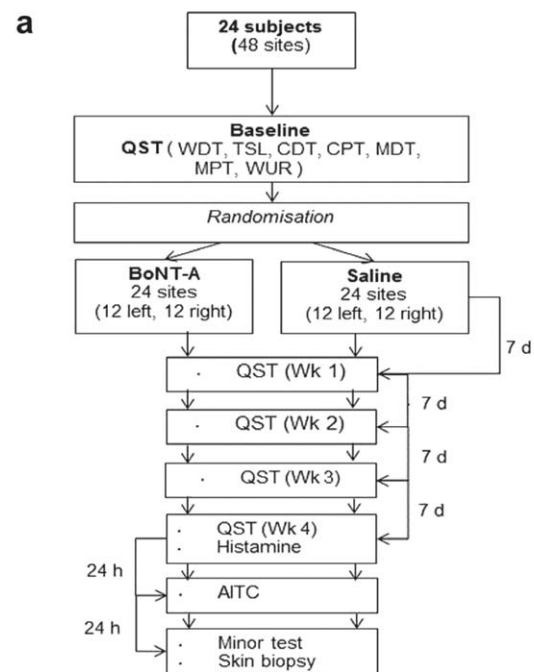 a
24 subjects
(48 sites)
Baseline
QST ( WDT, TSL, CDT, CPT, MDT,
MPT, WUR )
Randomisation
BoNT-A
24 sites
(12 left, 12 right)
Saline
24 sites
(12 left, 12 right)
7 d
· QST (Wk 1)
7 d
· QST (Wk 2)
7 d
· QST (Wk 3)
7 d
· QST (Wk 4)
· Histamine
24 h
· AITC
24 h
· Minor test
· Skin biopsy